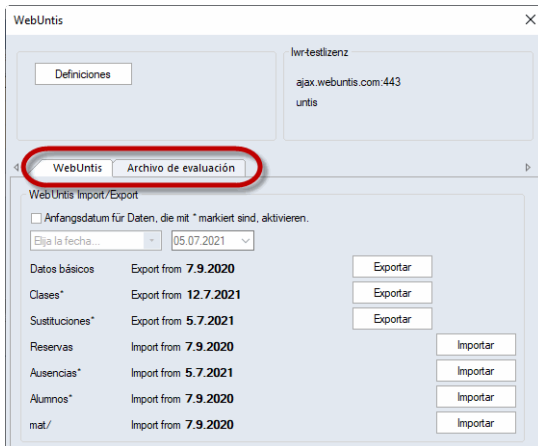 WebUntis
lwr-testlizenz
Definiciones
ajax.webuntis.com:443
untis
WebUntis Archivo de evaluación
WebUntis Import/Export
Anfangsdatum für Daten, die mit * markiert sind, aktivieren.
Elija la fecha... 05.07.2021
Datos básicos Export from 7.9.2020 Exportar
Clases* Export from 12.7.2021 Exportar
Sustituciones* Export from 5.7.2021 Exportar
Reservas Import from 7.9.2020 Importar
Ausencias* Import from 5.7.2021 Importar
Alumnos* Import from 7.9.2020 Importar
mat/ Import from 7.9.2020 Importar